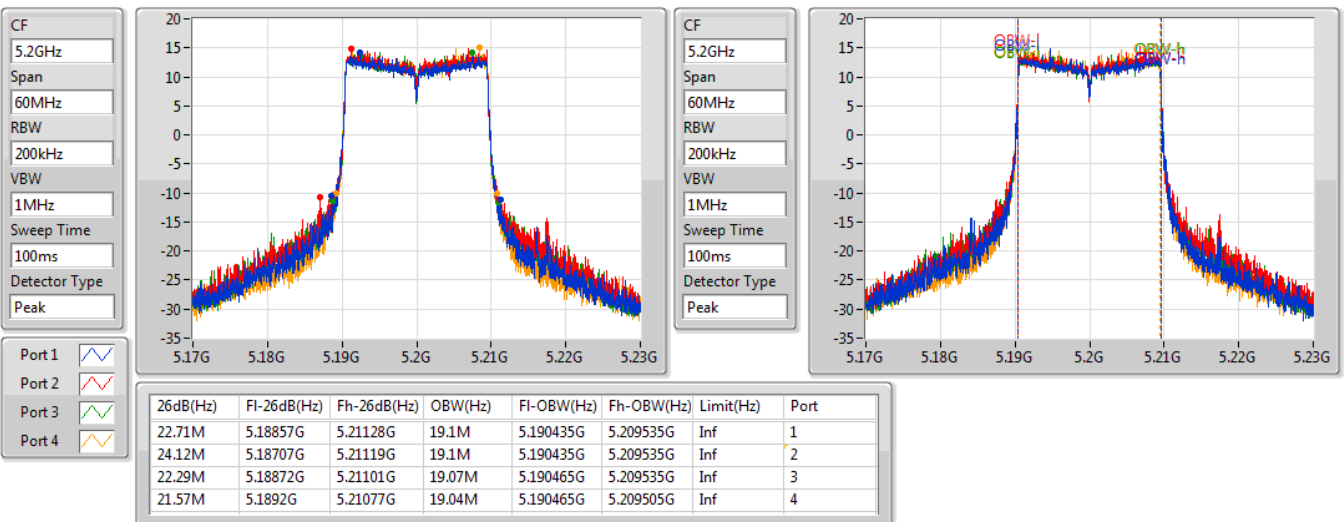 CF
5.2GHz
Span
60MHz
RBW
200kHz
VBW
1MHz
Sweep Time
100ms
Detector Type
Peak
20
15
10
5
0
-5
-10
-15
-20
-25
-30
-35
5.17G 5.18G 5.19G 5.2G 5.21G 5.22G 5.23G
CF
5.2GHz
Span
60MHz
RBW
200kHz
VBW
1MHz
Sweep Time
100ms
Detector Type
Peak
20
15
10
5
0
-5
-10
-15
-20
-25
-30
-35
OBW-l
OBW-h
5.17G 5.18G 5.19G 5.2G 5.21G 5.22G 5.23G
Port 1
Port 2
Port 3
Port 4
26dB(Hz) Fl-26dB(Hz) Fh-26dB(Hz) OBW(Hz) Fl-OBW(Hz) Fh-OBW(Hz) Limit(Hz) Port
22.71M 5.18857G 5.21128G 19.1M 5.190435G 5.209535G Inf 1
24.12M 5.18707G 5.21119G 19.1M 5.190435G 5.209535G Inf 2
22.29M 5.18872G 5.21101G 19.07M 5.190465G 5.209535G Inf 3
21.57M 5.1892G 5.21077G 19.04M 5.190465G 5.209505G Inf 4